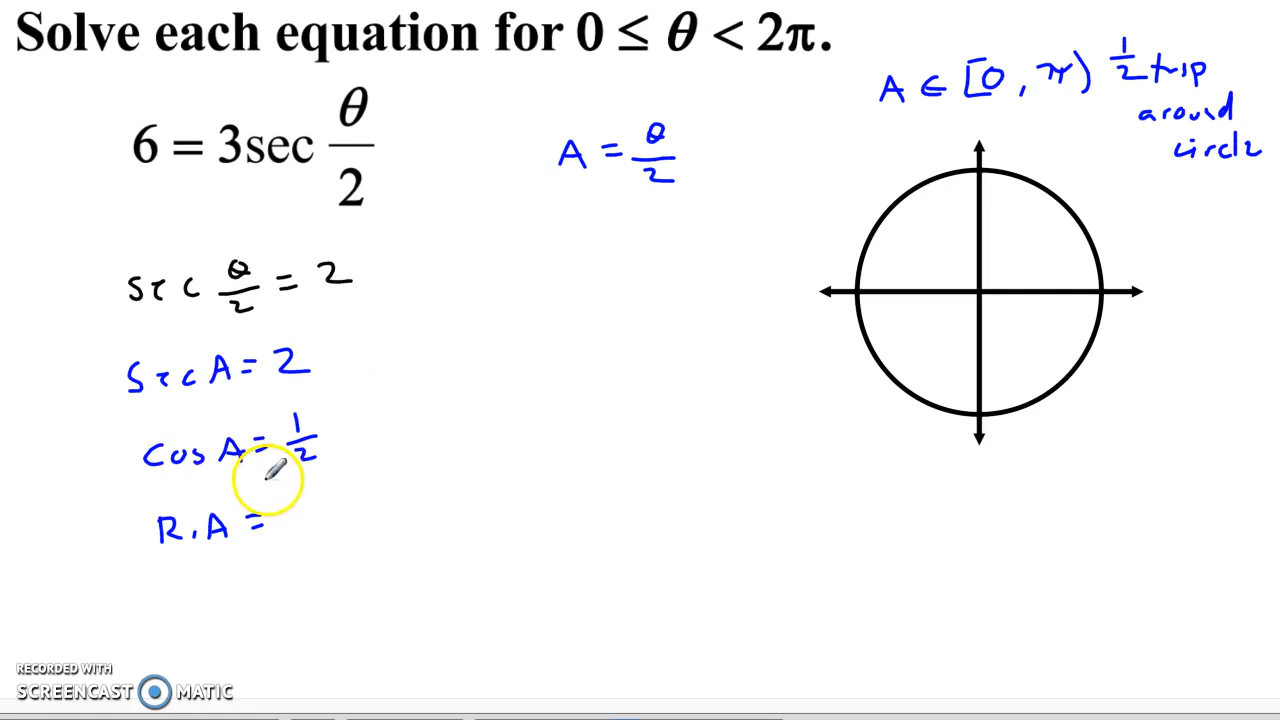 Solve each equation for 0 ≤ θ < 2π.
6 = 3sec θ/2
A = θ/2
A ∈ [0, π) 1/2 trip
around
circle
sec θ/2 = 2
sec A = 2
cos A = 1/2
R.A =
RECORDED WITH
SCREENCAST MATIC